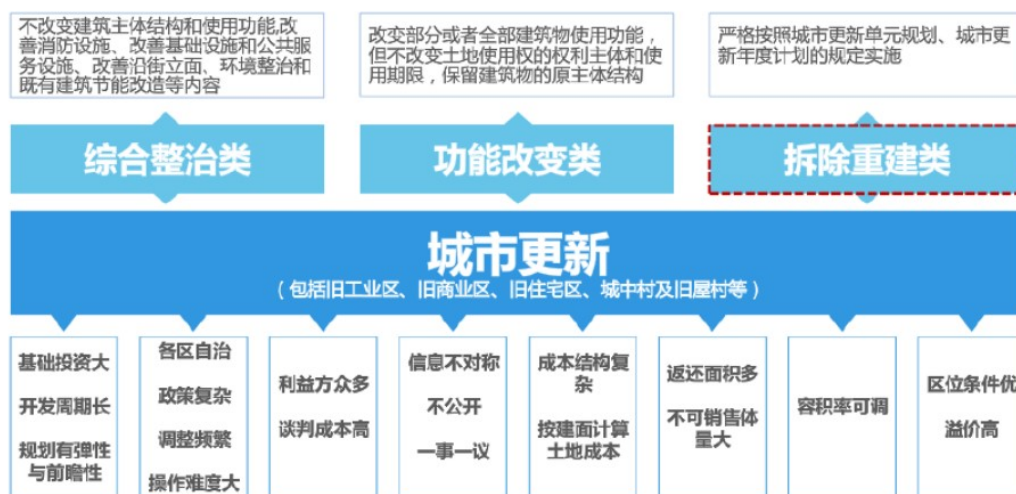 不改变建筑主体结构和使用功能,改
善消防设施、改善基础设施和公共服
务设施、改善沿街立面、环境整治和
既有建筑节能改造等内容
改变部分或者全部建筑物使用功能，
但不改变土地使用权的权利主体和使
用期限，保留建筑物的原主体结构
严格按照城市更新单元规划、城市更
新年度计划的规定实施
综合整治类
功能改变类
拆除重建类
城市更新
（包括旧工业区、旧商业区、旧住宅区、城中村及旧屋村等）
基础投资大
开发周期长
规划有弹性
与前瞻性
各区自治
政策复杂
调整频繁
操作难度大
利益方众多
谈判成本高
信息不对称
不公开
一事一议
成本结构复
杂
按建面计算
土地成本
返还面积多
不可销售体
量大
容积率可调
区位条件优
溢价高